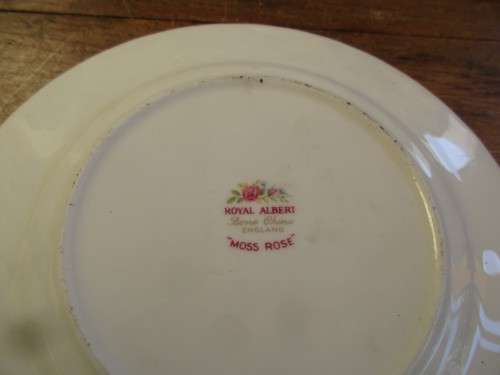 ROYAL ALBERT
Bone China
ENGLAND
"MOSS ROSE"